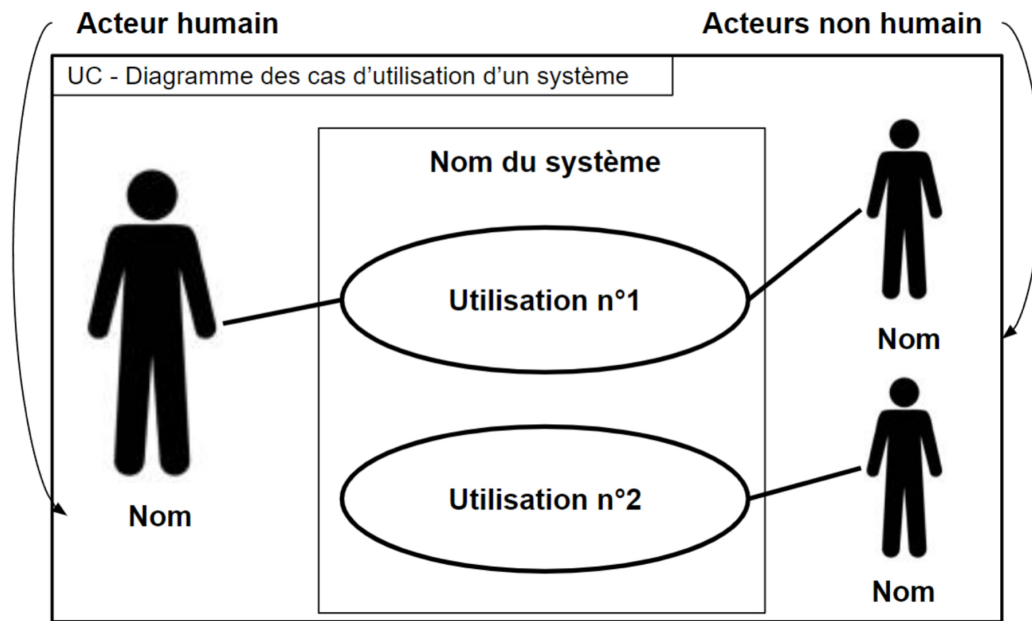 Acteur humain
Acteurs non humain
UC - Diagramme des cas d’utilisation d’un système
Nom du système
Utilisation n°1
Nom
Utilisation n°2
Nom
Nom